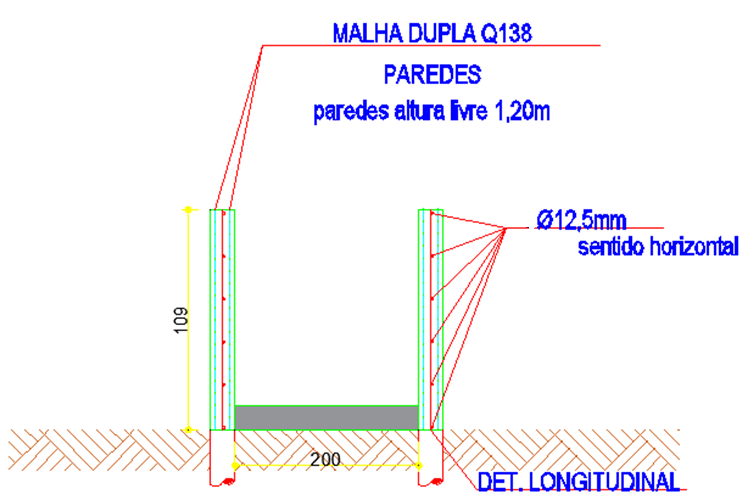 MALHA DUPLA Q138
PAREDES
paredes altura livre 1,20m
Ø12,5mm
sentido horizontal
109
200
DET. LONGITUDINAL